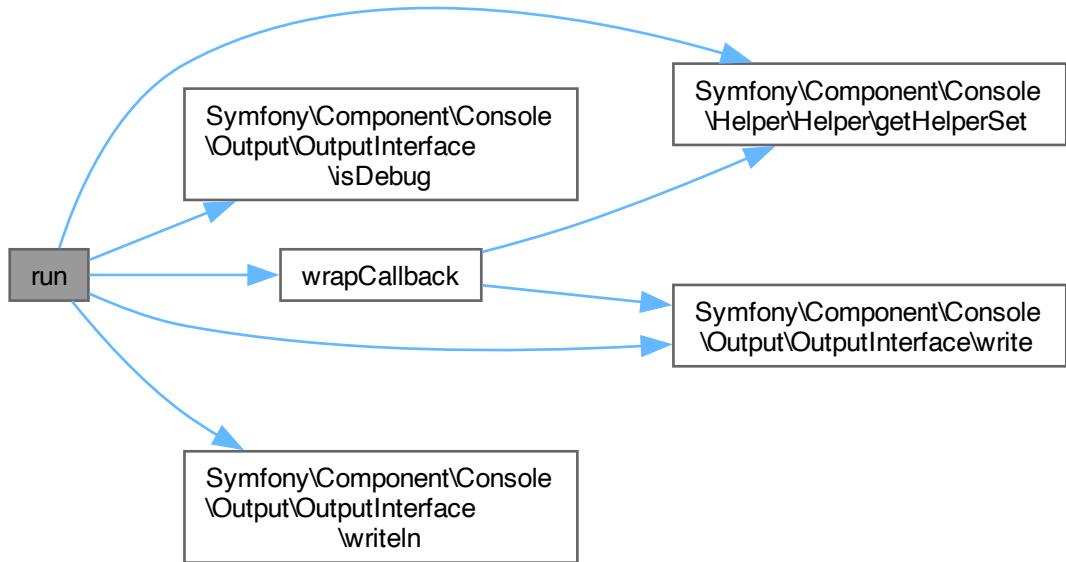 Symfony\Component\Console
\Helper\Helper\getHelperSet
Symfony\Component\Console
\Output\OutputInterface
\isDebug
run
wrapCallback
Symfony\Component\Console
\Output\OutputInterface\write
Symfony\Component\Console
\Output\OutputInterface
\writeln